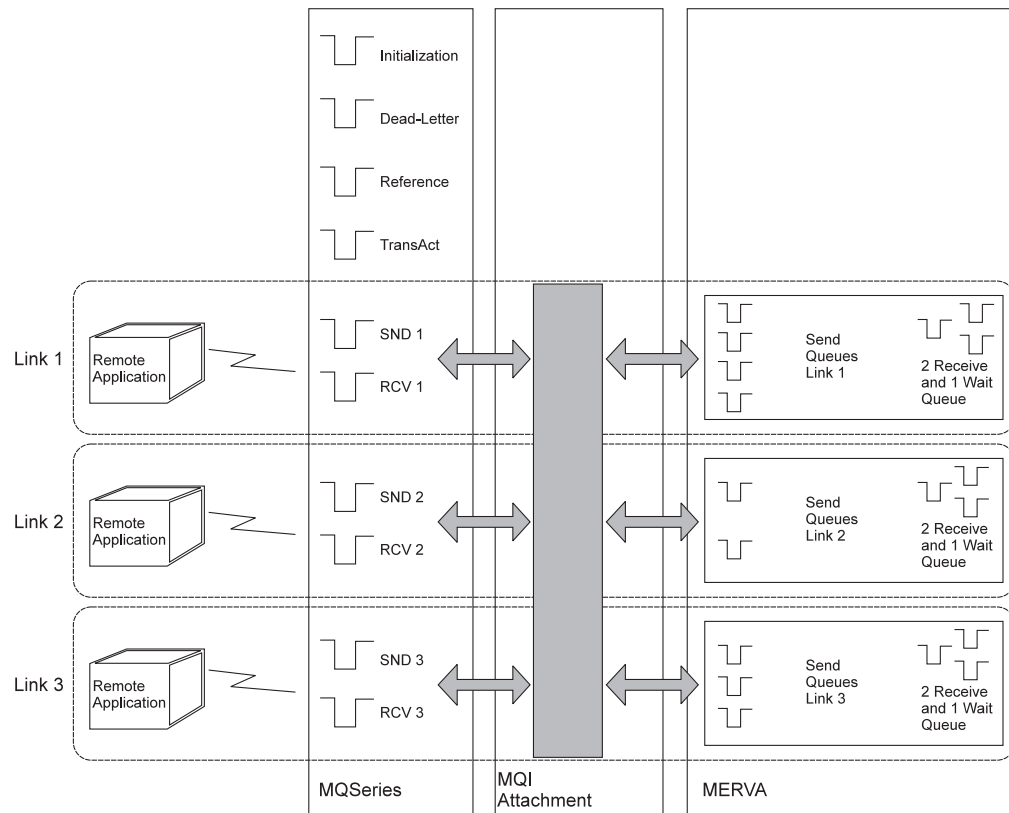 Initialization
Dead-Letter
Reference
TransAct
Link 1
Remote
Application
SND 1
RCV 1
Send
Queues
Link 1
2 Receive
and 1 Wait
Queue
Link 2
Remote
Application
SND 2
RCV 2
Send
Queues
Link 2
2 Receive
and 1 Wait
Queue
Link 3
Remote
Application
SND 3
RCV 3
Send
Queues
Link 3
2 Receive
and 1 Wait
Queue
MQSeries
MQI
Attachment
MERVA